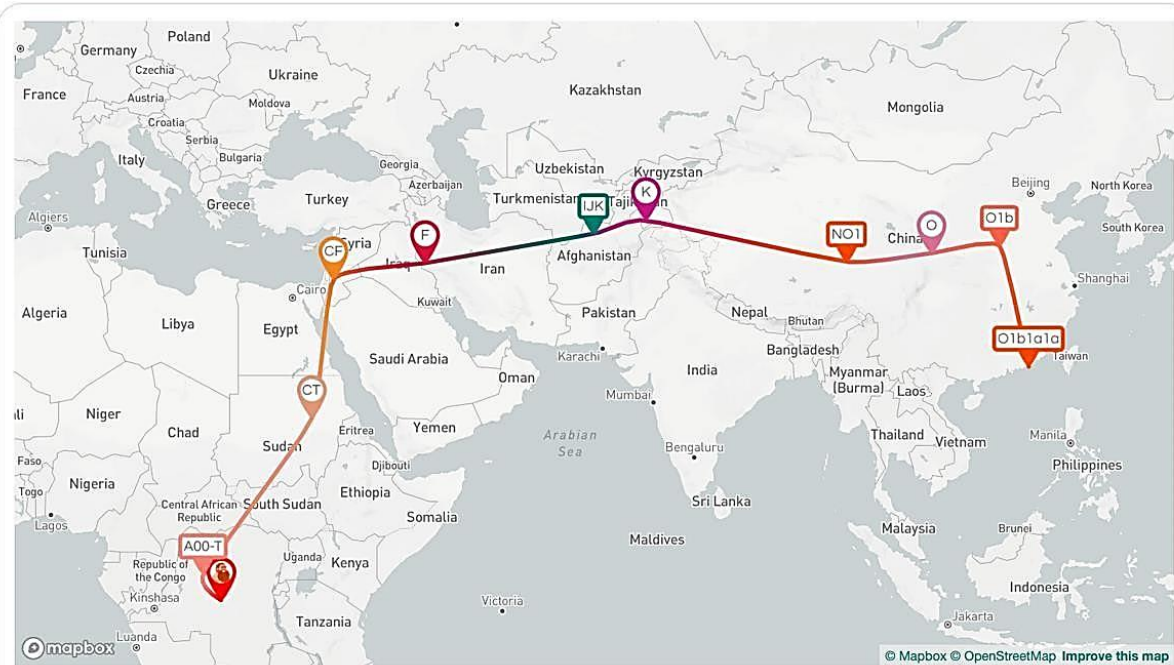 Poland
Germany
Czechia
Ukraine
France
Austria
Moldova
Kazakhstan
Mongolia
Croatia
Serbia
Italy
Bulgaria
Georgia
Uzbekistan
Kyrgyzstan
Azerbaijan
Beijing
North Korea
Turkey
Turkmenistan
K
Greece
IJK
O1b
Algiers
F
NO1
O
China
South Korea
Tunisia
CF
Syria
Iraq
Iran
Afghanistan
Cairo
Shanghai
Kuwait
Algeria
Libya
Egypt
Pakistan
Nepal
Bhutan
O1b1a1a
Karachi
Bangladesh
Taiwan
Saudi Arabia
Oman
India
Myanmar
(Burma)
Laos
CT
Mumbai
Niger
Chad
Sudan
Eritrea
Yemen
Arabian
Sea
Bengaluru
Thailand
Vietnam
Manila
Philippines
Faso
Djibouti
Togo
Nigeria
Central African
Republic
South Sudan
Ethiopia
Somalia
Sri Lanka
Lagos
A00-T
Maldives
Malaysia
Brunei
Republic of
the Congo
Uganda
Kenya
Kinshasa
Victoria
Indonesia
Tanzania
Jakarta
Luanda
mapbox
© Mapbox © OpenStreetMap Improve this map